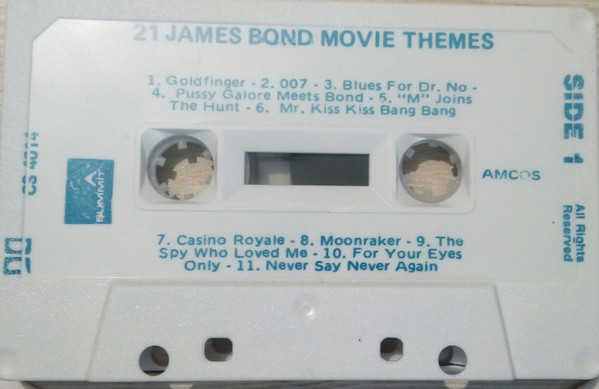 21 JAMES BOND MOVIE THEMES
1. Goldfinger - 2. 007 - 3. Blues For Dr. No -
4. Pussy Galore Meets Bond - 5. "M" Joins
The Hunt - 6. Mr. Kiss Kiss Bang Bang
SIDE 1
CS 4014
SUMMIT
AMCOS
All Rights
Reserved
7. Casino Royale - 8. Moonraker - 9. The
Spy Who Loved Me - 10. For Your Eyes
Only - 11. Never Say Never Again